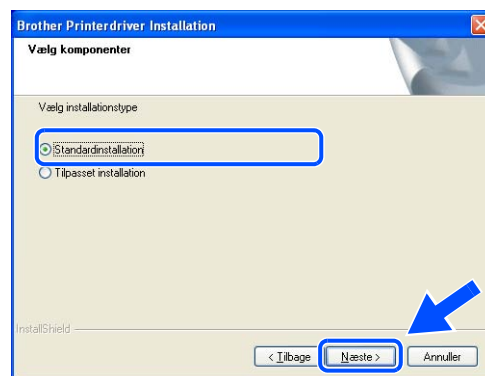 Brother Printerdriver Installation
Vælg komponenter
Vælg installationstype
Standardinstallation
Tilpasset installation
InstallShield
< Tilbage Næste > Annuller